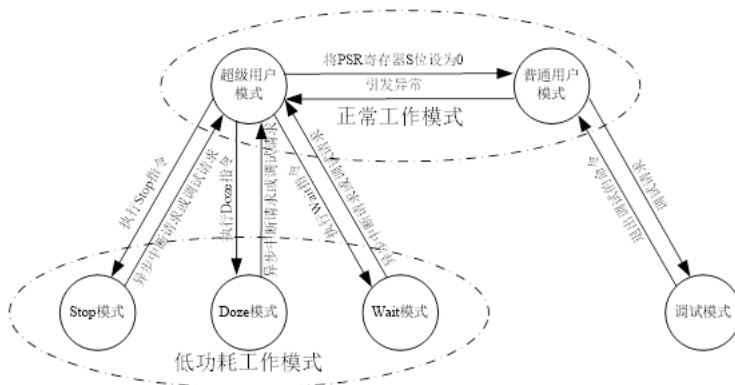 超级用户
模式
将PSR寄存器S位设为0
引发异常
普通用户
模式
正常工作模式
执行Stop指令
异步中断请求或调试请求
执行Doze指令
异步中断请求或调试请求
执行Wait指令
异步中断请求或调试请求
退出调试的命令
调试请求
Stop模式
Doze模式
Wait模式
调试模式
低功耗工作模式